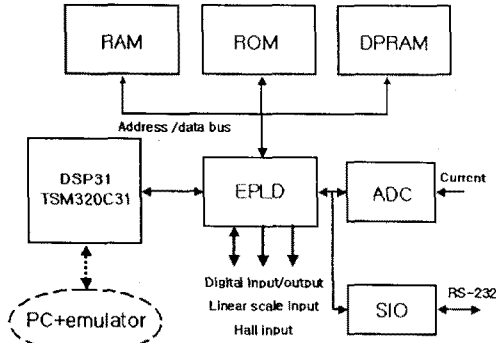 RAM
ROM
DPRAM
Address /data bus
DSP31
TSM320C31
EPLD
ADC
Current
Digital input/output
Linear scale input
Hall input
SIO
RS-232
PC+emulator